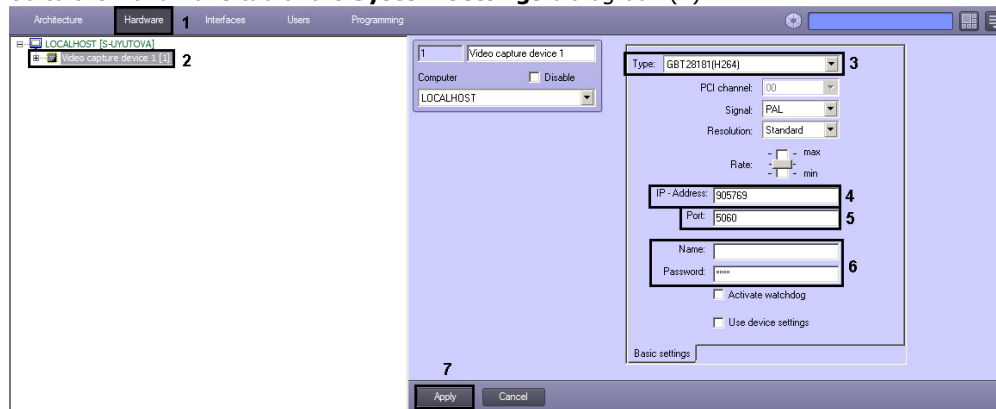 Architecture Hardware 1 Interfaces Users Programming
LOCALHOST [S-UYUTOVA]
Video capture device 1 [1] 2
1 Video capture device 1
Computer Disable
LOCALHOST
Type: GBT28181(H264) 3
PCI channel: 00
Signal: PAL
Resolution: Standard
max
Rate:
min
IP - Address: 905769 4
Port: 5060 5
Name:
Password: **** 6
Activate watchdog
Use device settings
Basic settings
7
Apply Cancel